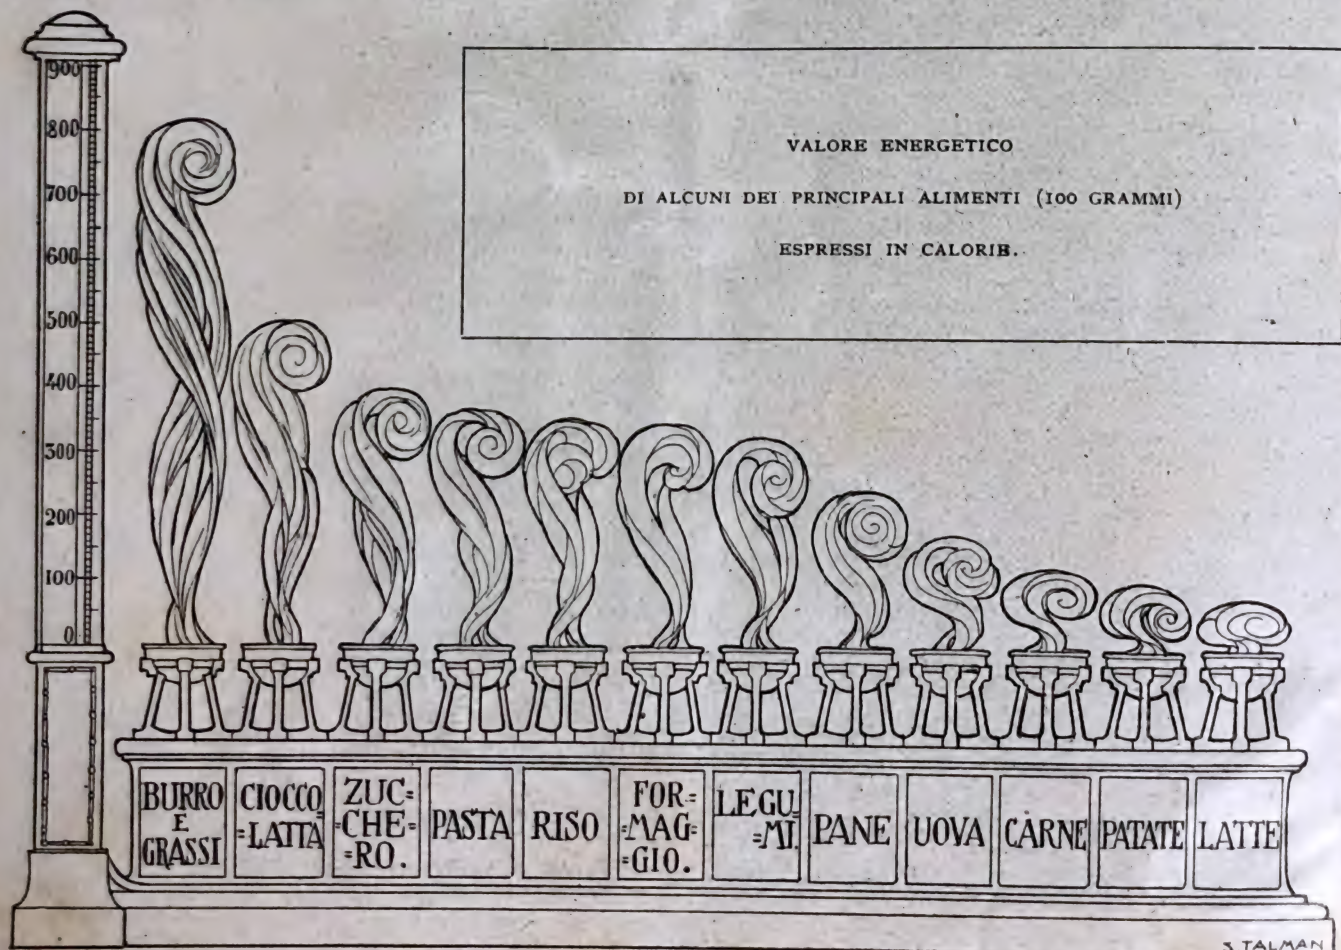 900
800
700
600
500
400
300
200
100
0
VALORE ENERGETICO
DI ALCUNI DEI PRINCIPALI ALIMENTI (100 GRAMMI)
ESPRESSI IN CALORIE.
BURRO
E
GRASSI
CIOCCO
=LATTA
ZUC=
=CHE=
=RO.
PASTA
RISO
FOR=
=MAG=
=GIO.
LEGU=
=MI.
PANE
UOVA
CARNE
PATATE
LATTE
S. TALMAN